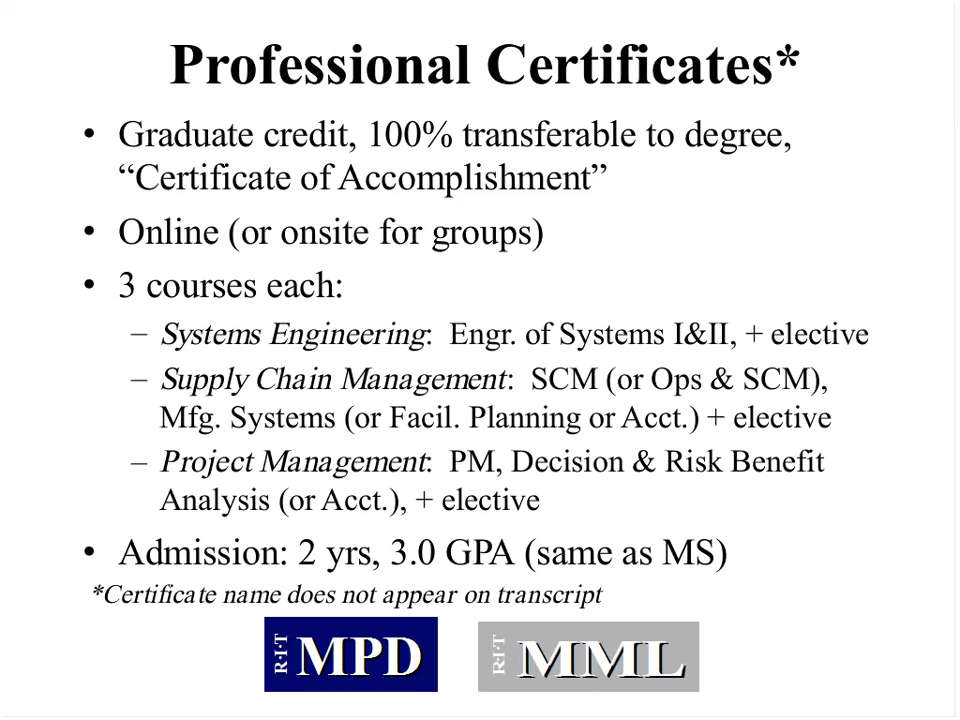 Professional Certificates*
• Graduate credit, 100% transferable to degree,
“Certificate of Accomplishment”
• Online (or onsite for groups)
• 3 courses each:
– Systems Engineering: Engr. of Systems I&II, + elective
– Supply Chain Management: SCM (or Ops & SCM),
Mfg. Systems (or Facil. Planning or Acct.) + elective
– Project Management: PM, Decision & Risk Benefit
Analysis (or Acct.), + elective
• Admission: 2 yrs, 3.0 GPA (same as MS)
*Certificate name does not appear on transcript
R·I·T MPD
R·I·T MML